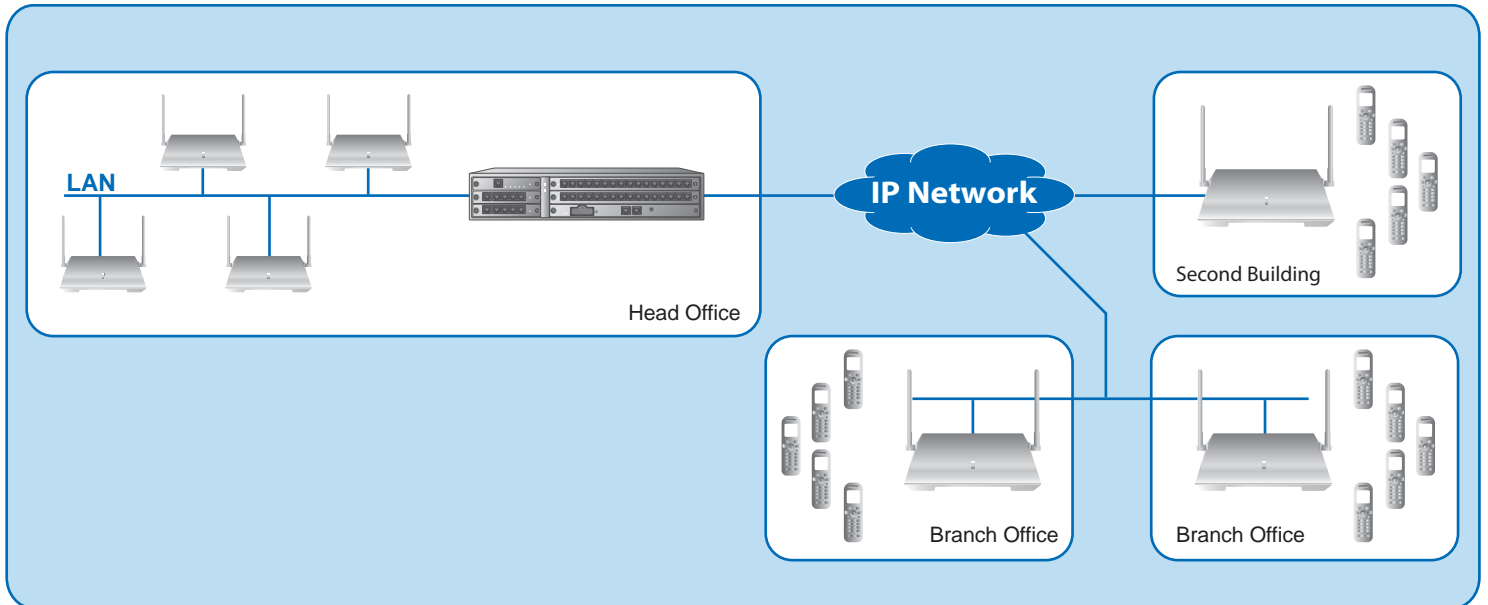 LAN
IP Network
Head Office
Second Building
Branch Office
Branch Office